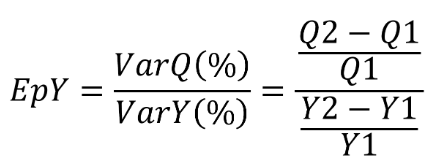 EpY = VarQ(%) / VarY(%) = ((Q2 − Q1) / Q1) / ((Y2 − Y1) / Y1)